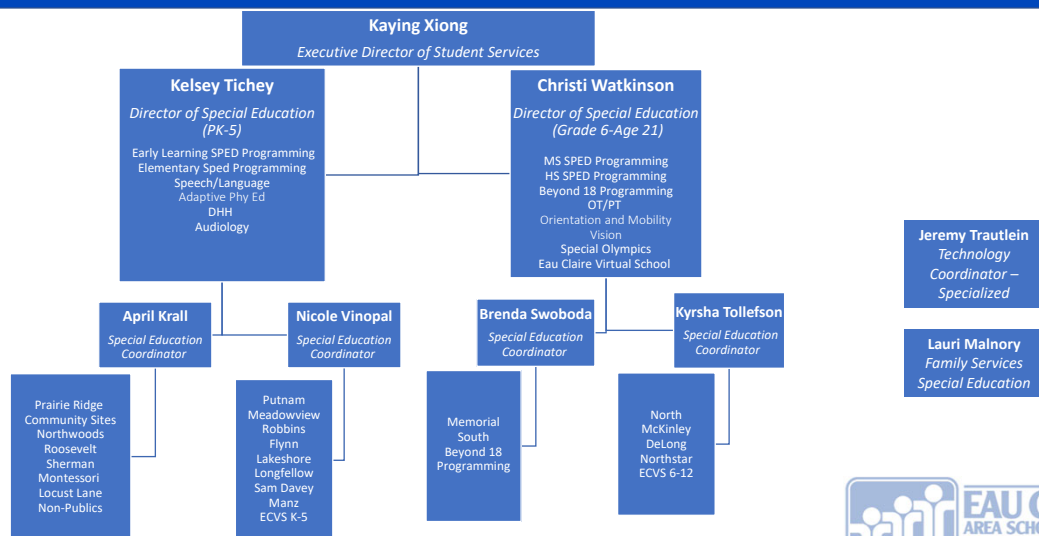 Kaying Xiong
Executive Director of Student Services
Kelsey Tichey
Director of Special Education
(PK-5)
Early Learning SPED Programming
Elementary Sped Programming
Speech/Language
Adaptive Phy Ed
DHH
Audiology
Christi Watkinson
Director of Special Education
(Grade 6-Age 21)
MS SPED Programming
HS SPED Programming
Beyond 18 Programming
OT/PT
Orientation and Mobility
Vision
Special Olympics
Eau Claire Virtual School
Jeremy Trautlein
Technology
Coordinator –
Specialized
Lauri Malnory
Family Services
Special Education
April Krall
Special Education
Coordinator
Nicole Vinopal
Special Education
Coordinator
Brenda Swoboda
Special Education
Coordinator
Kyrsha Tollefson
Special Education
Coordinator
Prairie Ridge
Community Sites
Northwoods
Roosevelt
Sherman
Montessori
Locust Lane
Non-Publics
Putnam
Meadowview
Robbins
Flynn
Lakeshore
Longfellow
Sam Davey
Manz
ECVS K-5
Memorial
South
Beyond 18
Programming
North
McKinley
DeLong
Northstar
ECVS 6-12
EAU
AREA